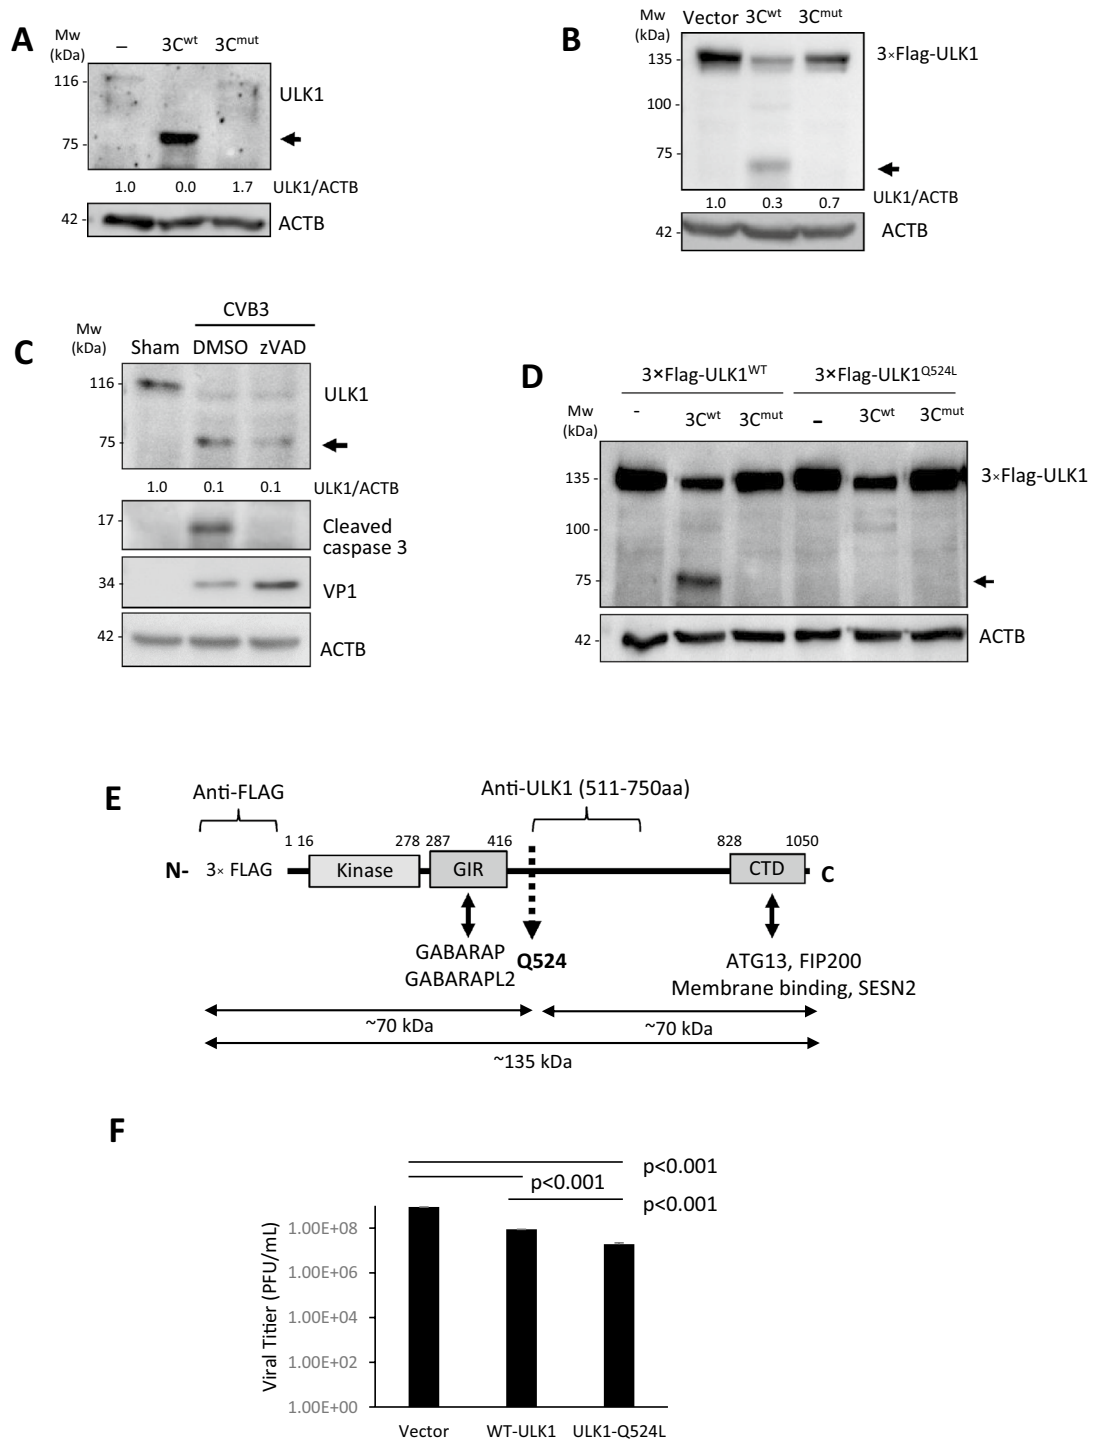 A
Mw
(kDa)
–
3Cwt
3Cmut
116
ULK1
75
1.0 0.0 1.7 ULK1/ACTB
42
ACTB
B
Mw
(kDa)
Vector 3Cwt 3Cmut
135
3×Flag-ULK1
100
75
1.0 0.3 0.7 ULK1/ACTB
42
ACTB
C
CVB3
Mw
(kDa)
Sham DMSO zVAD
116
ULK1
75
1.0 0.1 0.1 ULK1/ACTB
17
Cleaved
caspase 3
34
VP1
42
ACTB
D
3×Flag-ULK1WT
3×Flag-ULK1Q524L
Mw
(kDa)
- 3Cwt 3Cmut – 3Cwt 3Cmut
135
3×Flag-ULK1
100
75
42
ACTB
E
Anti-FLAG
Anti-ULK1 (511-750aa)
1 16 278 287 416 828 1050
N- 3× FLAG Kinase GIR CTD C
GABARAP
GABARAPL2
Q524
ATG13, FIP200
Membrane binding, SESN2
~70 kDa ~70 kDa
~135 kDa
F
p<0.001
p<0.001
p<0.001
Viral Titier (PFU/mL)
1.00E+08
1.00E+06
1.00E+04
1.00E+02
1.00E+00
Vector WT-ULK1 ULK1-Q524L